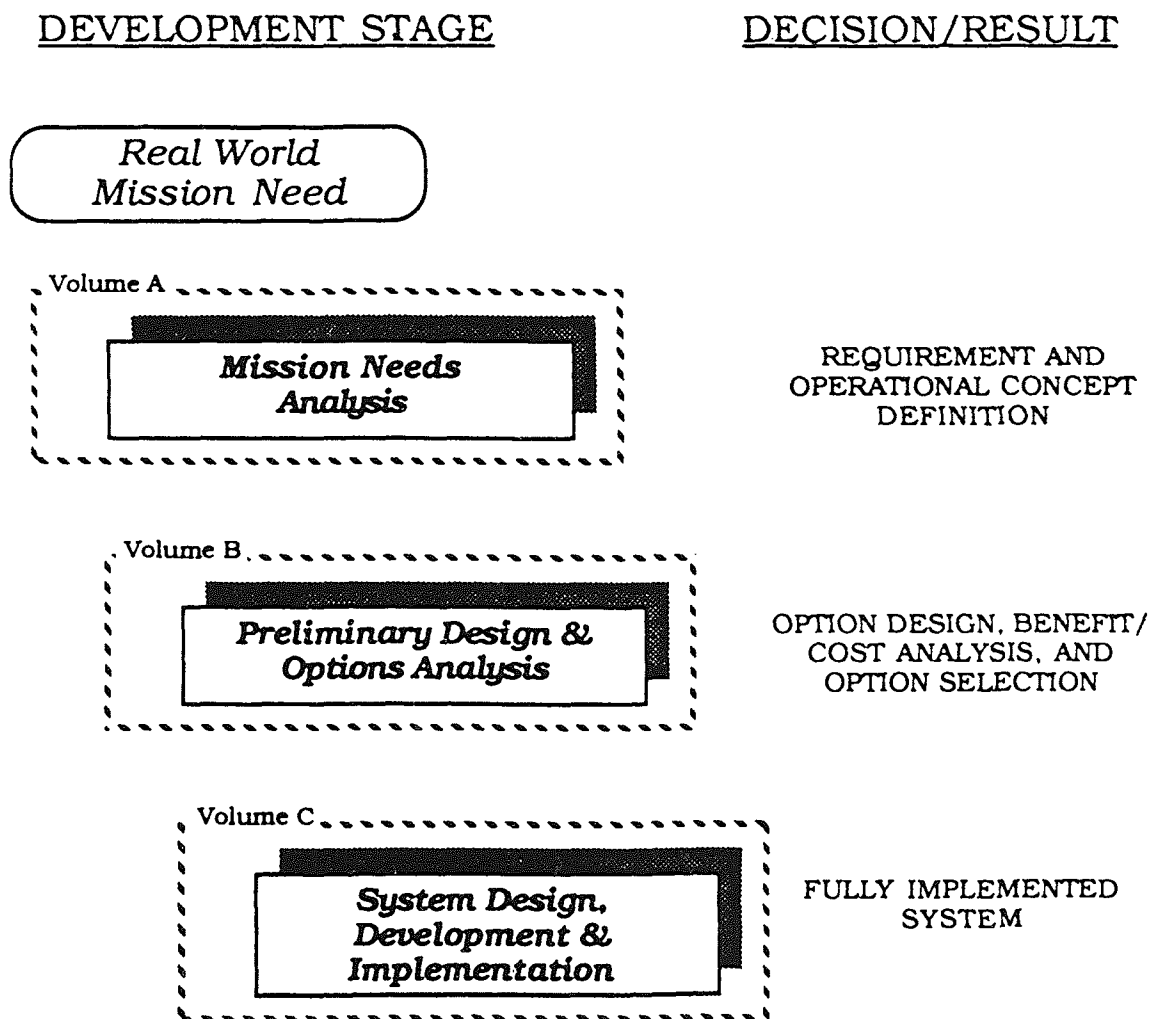 DEVELOPMENT STAGE
DECISION/RESULT
Real World
Mission Need
Volume A
Mission Needs
Analysis
REQUIREMENT AND
OPERATIONAL CONCEPT
DEFINITION
Volume B
Preliminary Design &
Options Analysis
OPTION DESIGN, BENEFIT/
COST ANALYSIS, AND
OPTION SELECTION
Volume C
System Design,
Development &
Implementation
FULLY IMPLEMENTED
SYSTEM